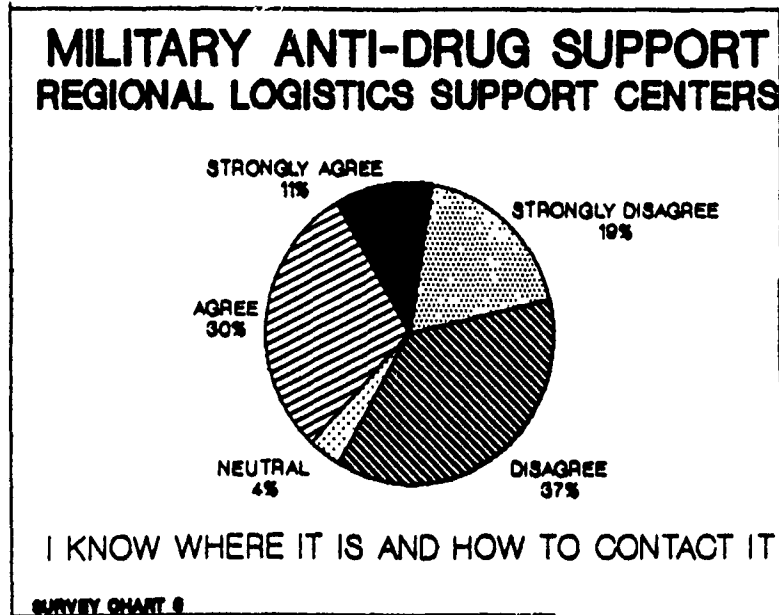 MILITARY ANTI-DRUG SUPPORT
REGIONAL LOGISTICS SUPPORT CENTERS
STRONGLY AGREE
11%
STRONGLY DISAGREE
19%
AGREE
30%
NEUTRAL
4%
DISAGREE
37%
I KNOW WHERE IT IS AND HOW TO CONTACT IT
SURVEY CHART